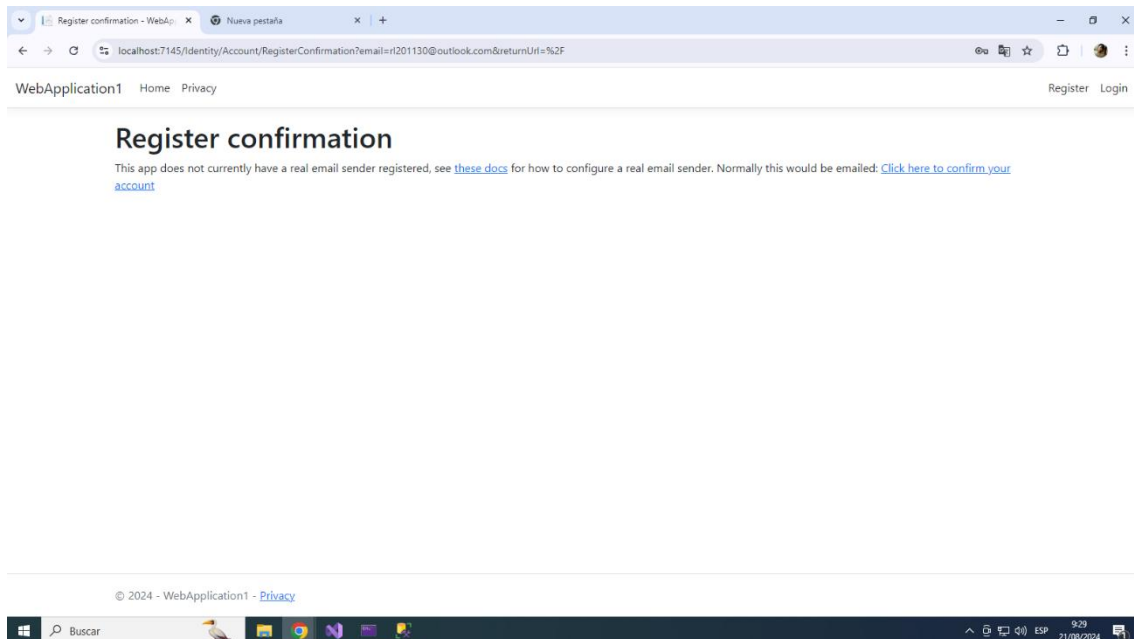 Register confirmation - WebAp
Nueva pestaña
localhost:7145/Identity/Account/RegisterConfirmation?email=rl201130@outlook.com&returnUrl=%2F
WebApplication1 Home Privacy Register Login
Register confirmation
This app does not currently have a real email sender registered, see these docs for how to configure a real email sender. Normally this would be emailed: Click here to confirm your
account
© 2024 - WebApplication1 - Privacy
Buscar
ESP
9:29
21/08/2024